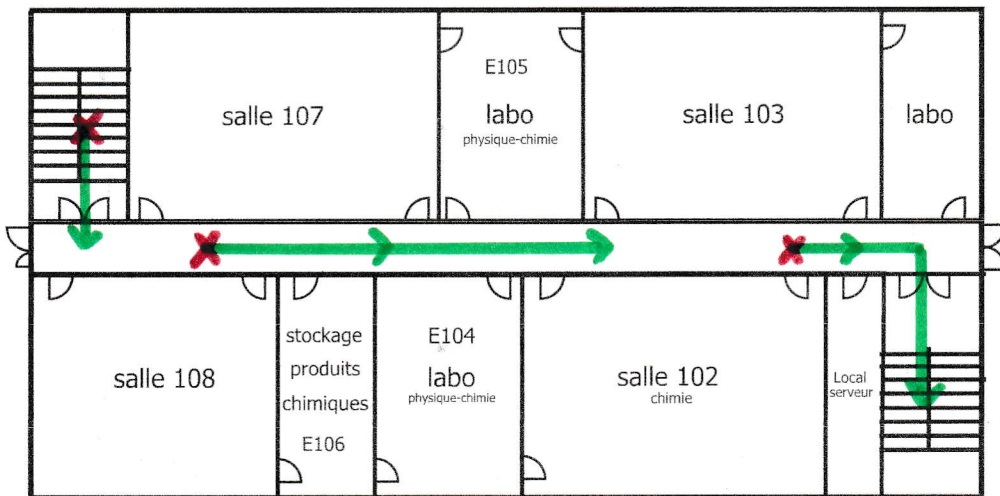 salle 107
E105
labo
physique-chimie
salle 103
labo
salle 108
stockage
produits
chimiques
E106
E104
labo
physique-chimie
salle 102
chimie
Local
serveur